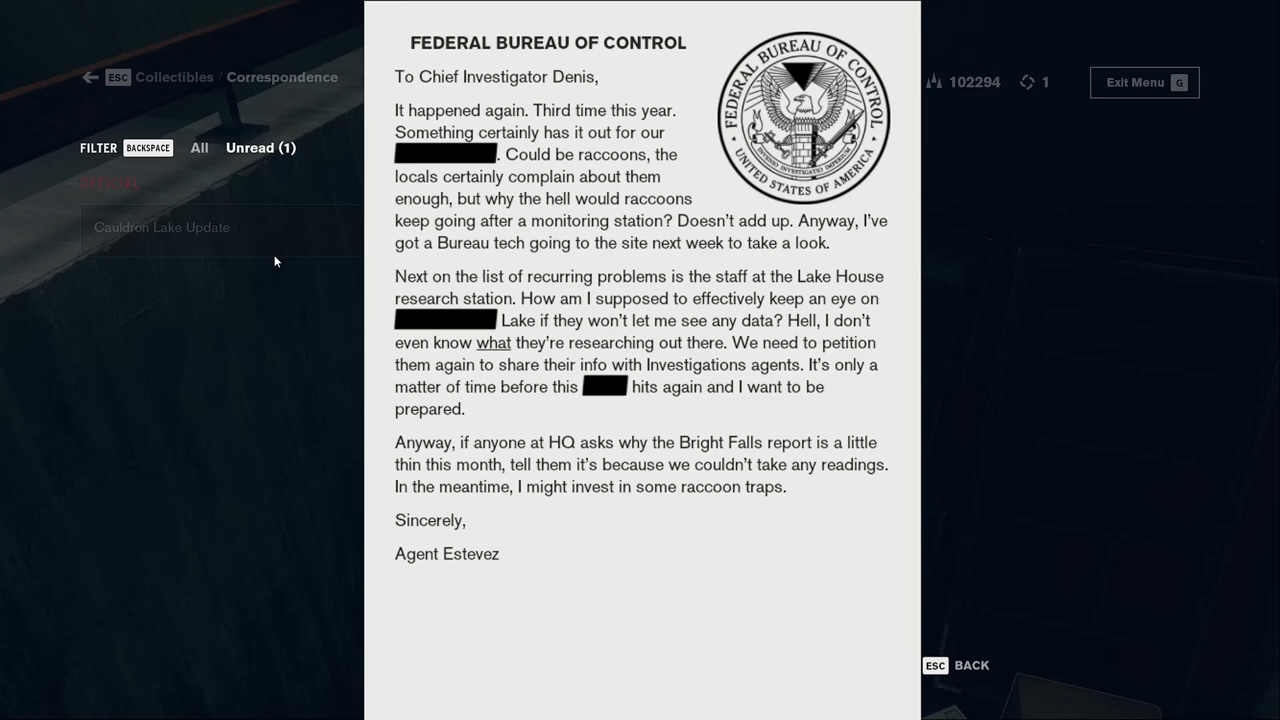 FEDERAL BUREAU OF CONTROL
FEDERAL BUREAU OF CONTROL
UNITED STATES OF AMERICA
ESC Collectibles / Correspondence
102294 1
Exit Menu G
FILTER BACKSPACE All Unread (1)
OFFICIAL
Cauldron Lake Update
To Chief Investigator Denis,
It happened again. Third time this year.
Something certainly has it out for our
. Could be raccoons, the
locals certainly complain about them
enough, but why the hell would raccoons
keep going after a monitoring station? Doesn't add up. Anyway, I've
got a Bureau tech going to the site next week to take a look.
Next on the list of recurring problems is the staff at the Lake House
research station. How am I supposed to effectively keep an eye on
Lake if they won't let me see any data? Hell, I don't
even know what they're researching out there. We need to petition
them again to share their info with Investigations agents. It's only a
matter of time before this hits again and I want to be
prepared.
Anyway, if anyone at HQ asks why the Bright Falls report is a little
thin this month, tell them it's because we couldn't take any readings.
In the meantime, I might invest in some raccoon traps.
Sincerely,
Agent Estevez
ESC BACK